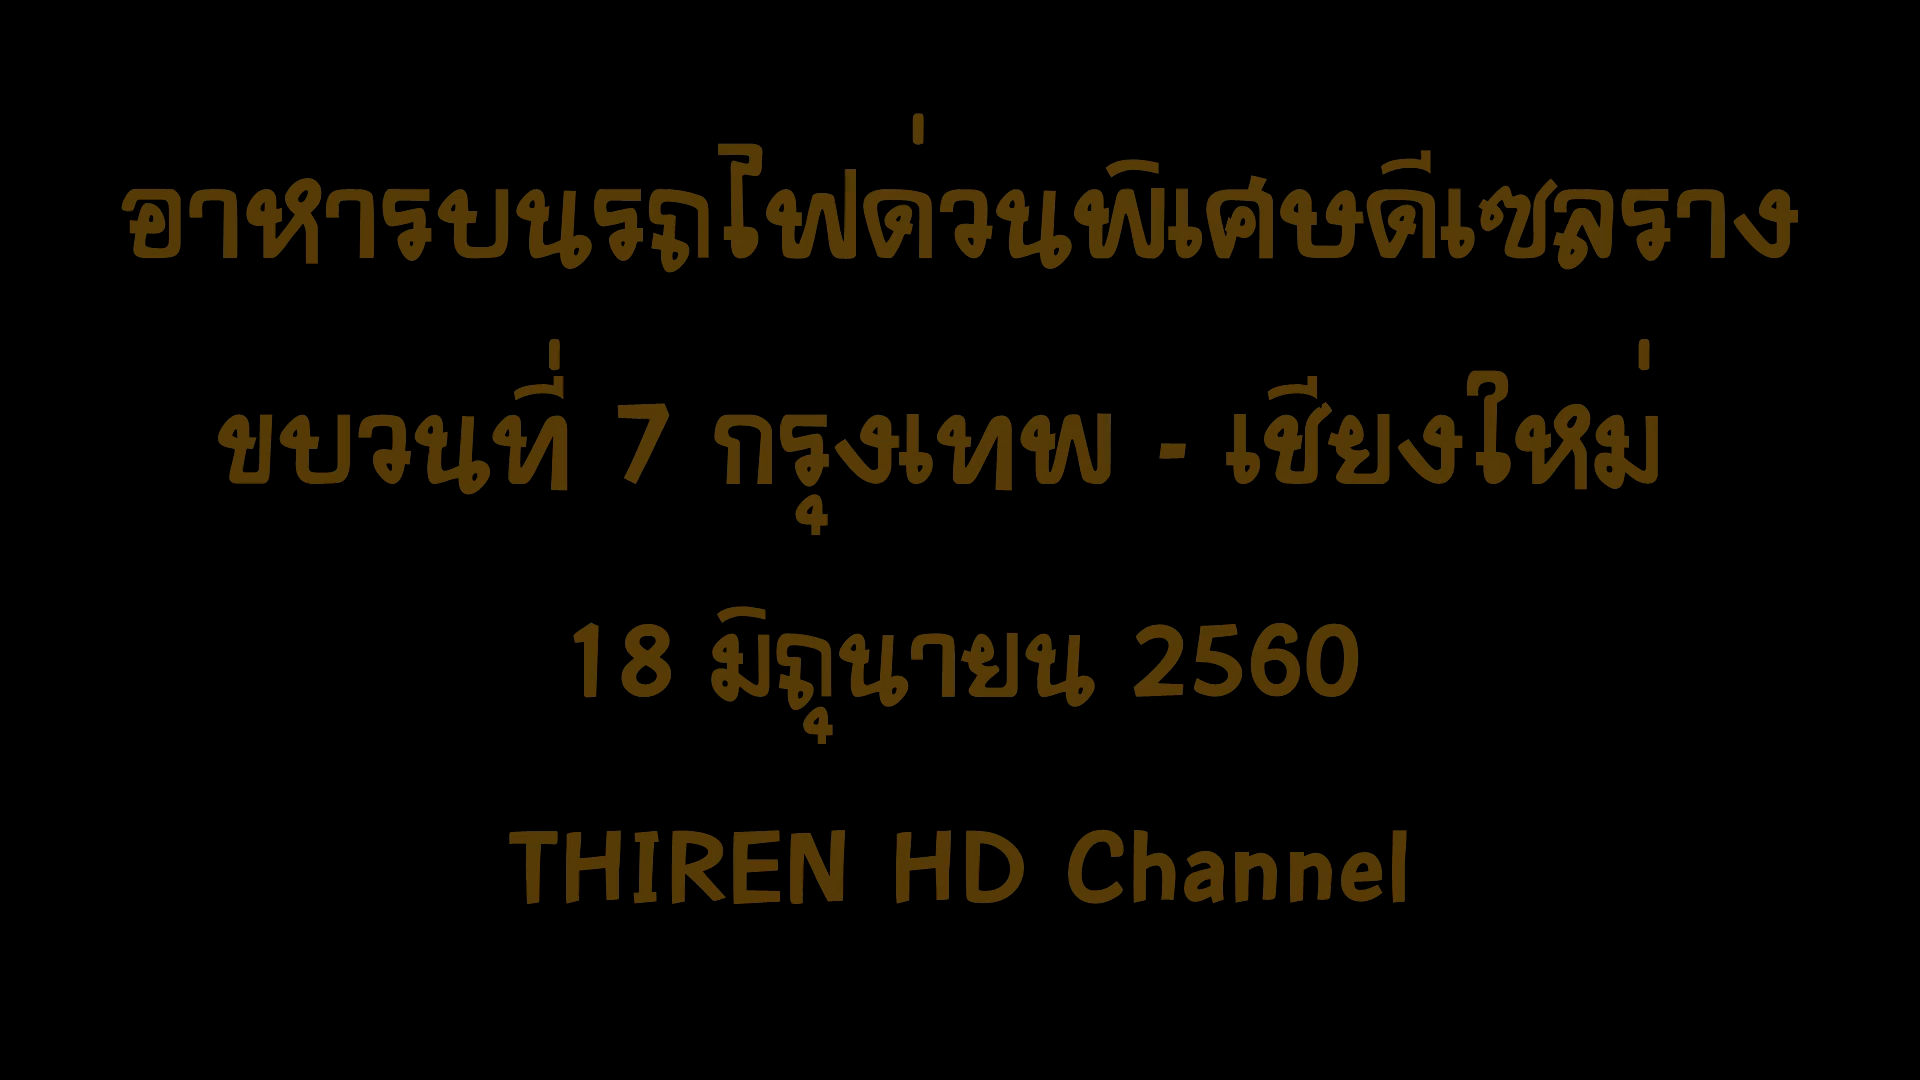 อาหารบนรถไฟด่วนพิเศษดีเซลราง
ขบวนที่ 7 กรุงเทพ - เชียงใหม่
18 มิถุนายน 2560
THIREN HD Channel